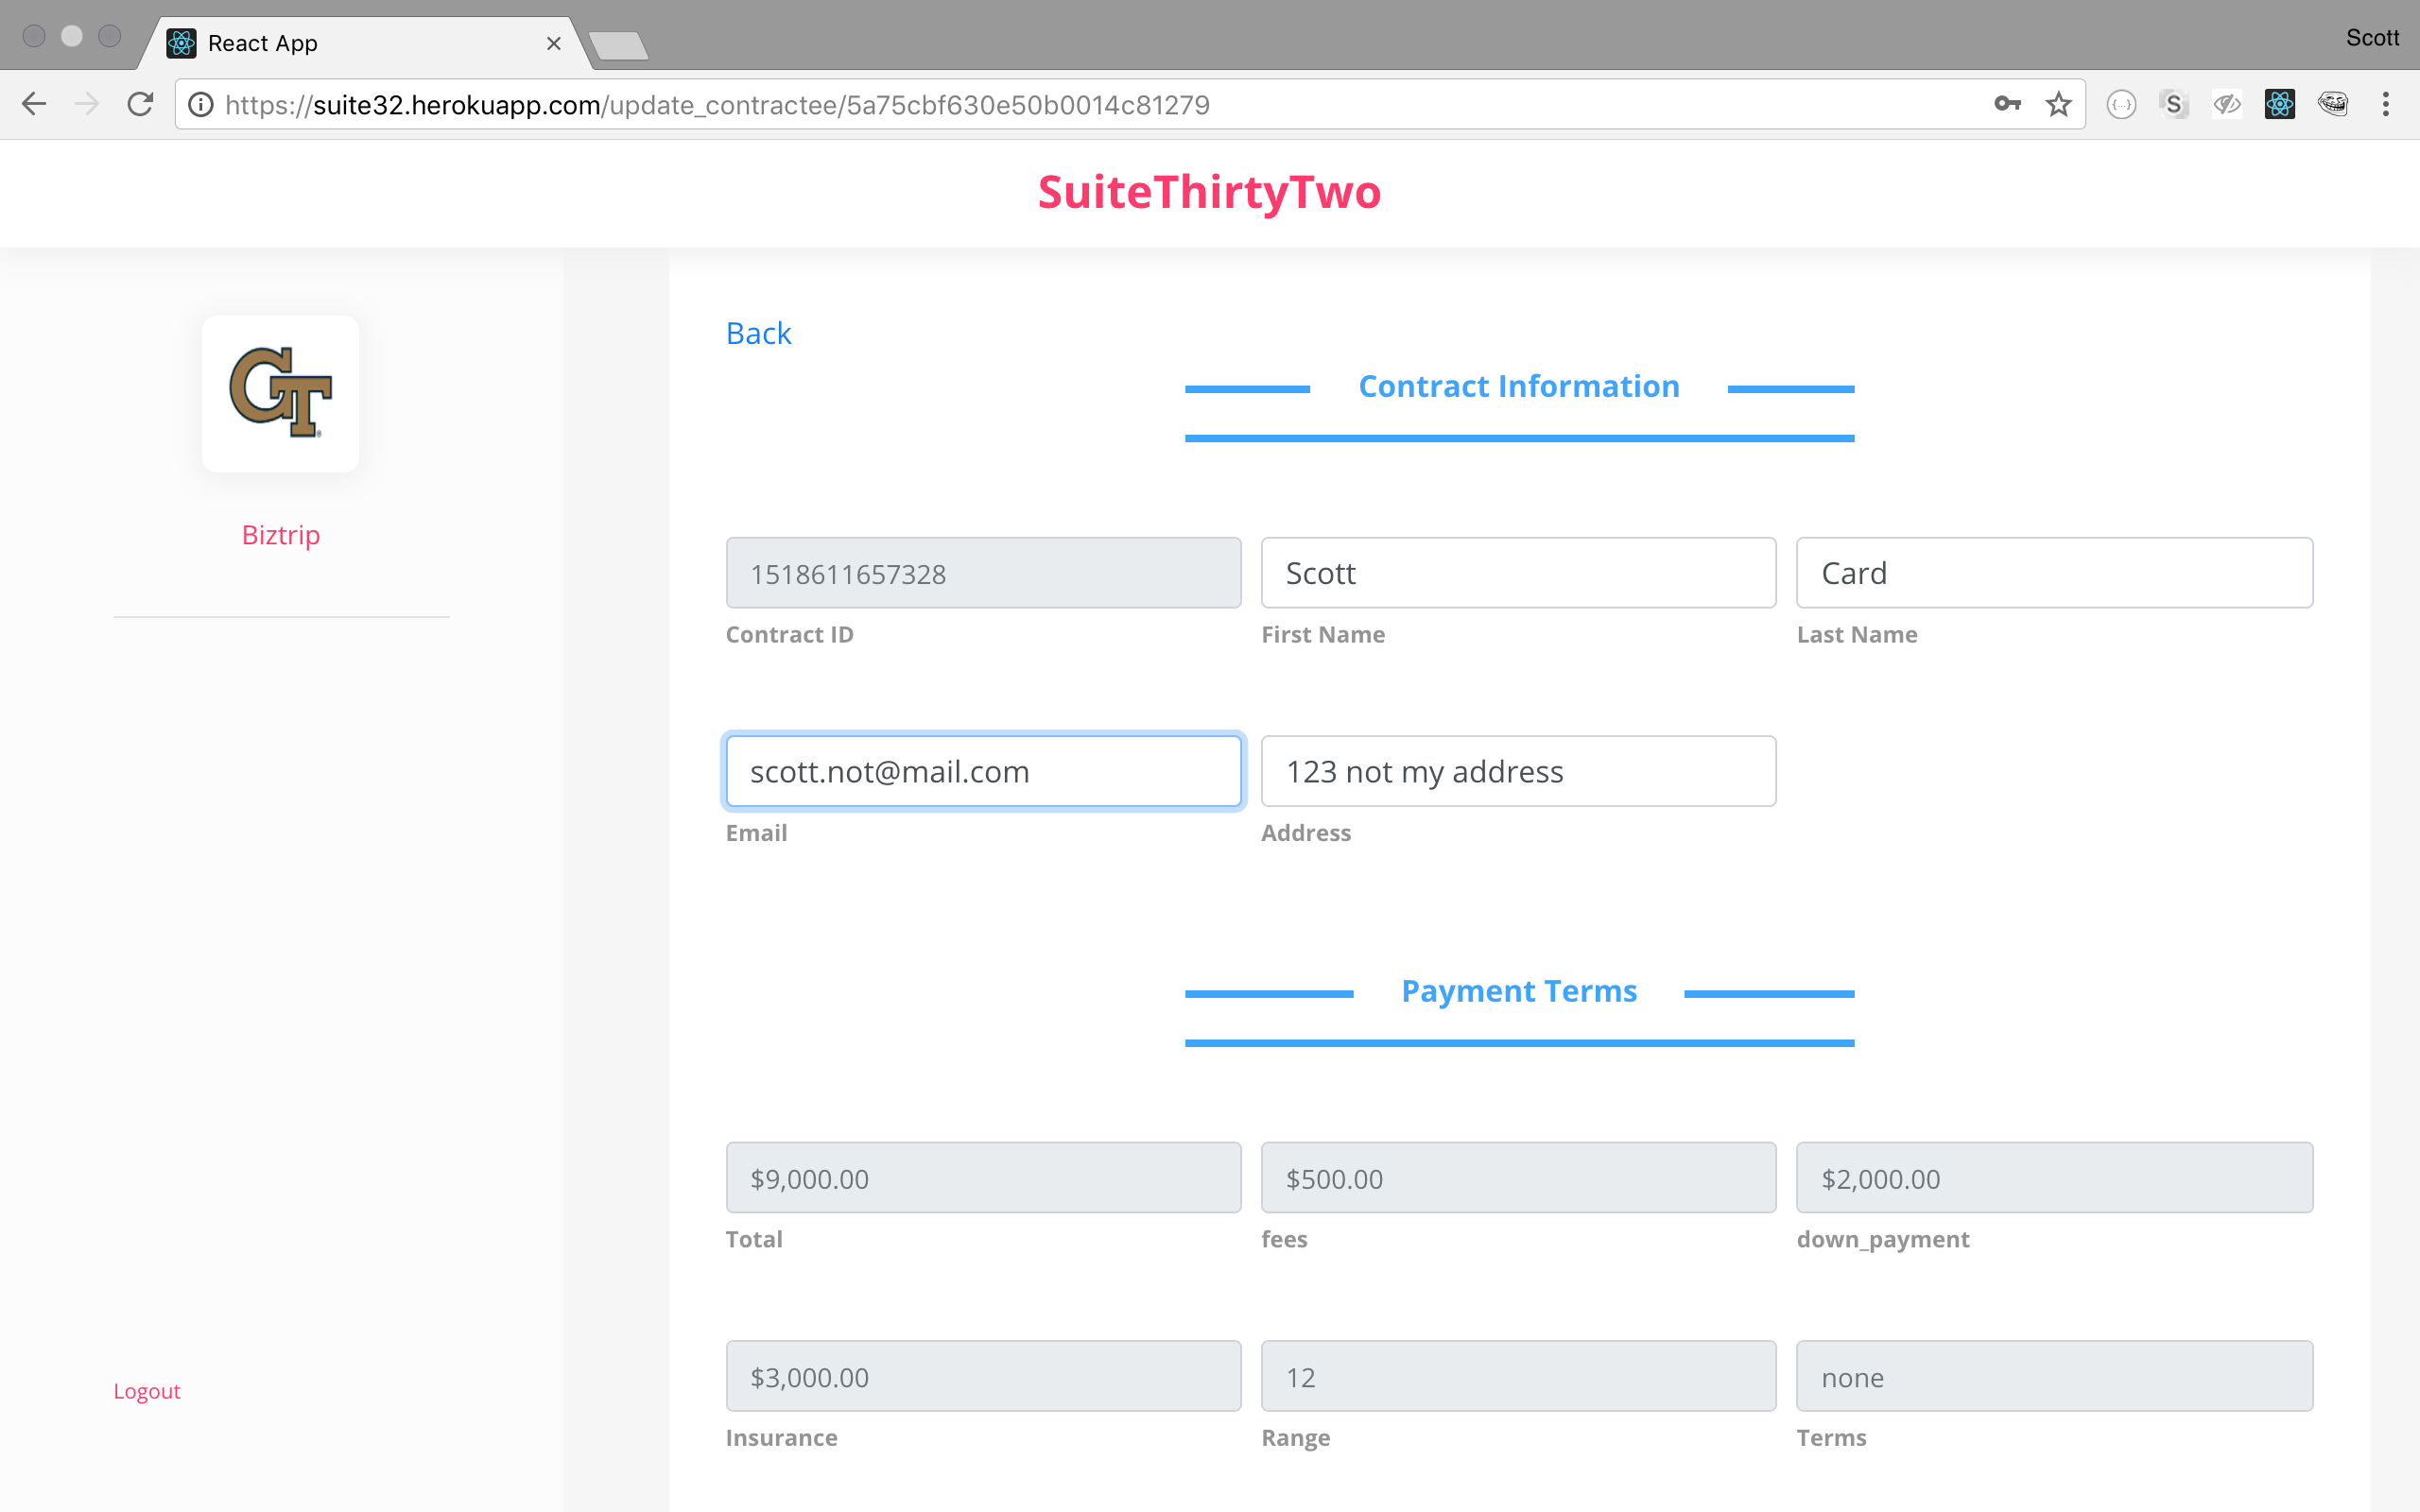 React App
Scott
https://suite32.herokuapp.com/update_contractee/5a75cbf630e50b0014c81279
{...}
S
SuiteThirtyTwo
GT
®
Biztrip
Logout
Back
Contract Information
1518611657328
Scott
Card
Contract ID
First Name
Last Name
scott.not@mail.com
123 not my address
Email
Address
Payment Terms
$9,000.00
$500.00
$2,000.00
Total
fees
down_payment
$3,000.00
12
none
Insurance
Range
Terms